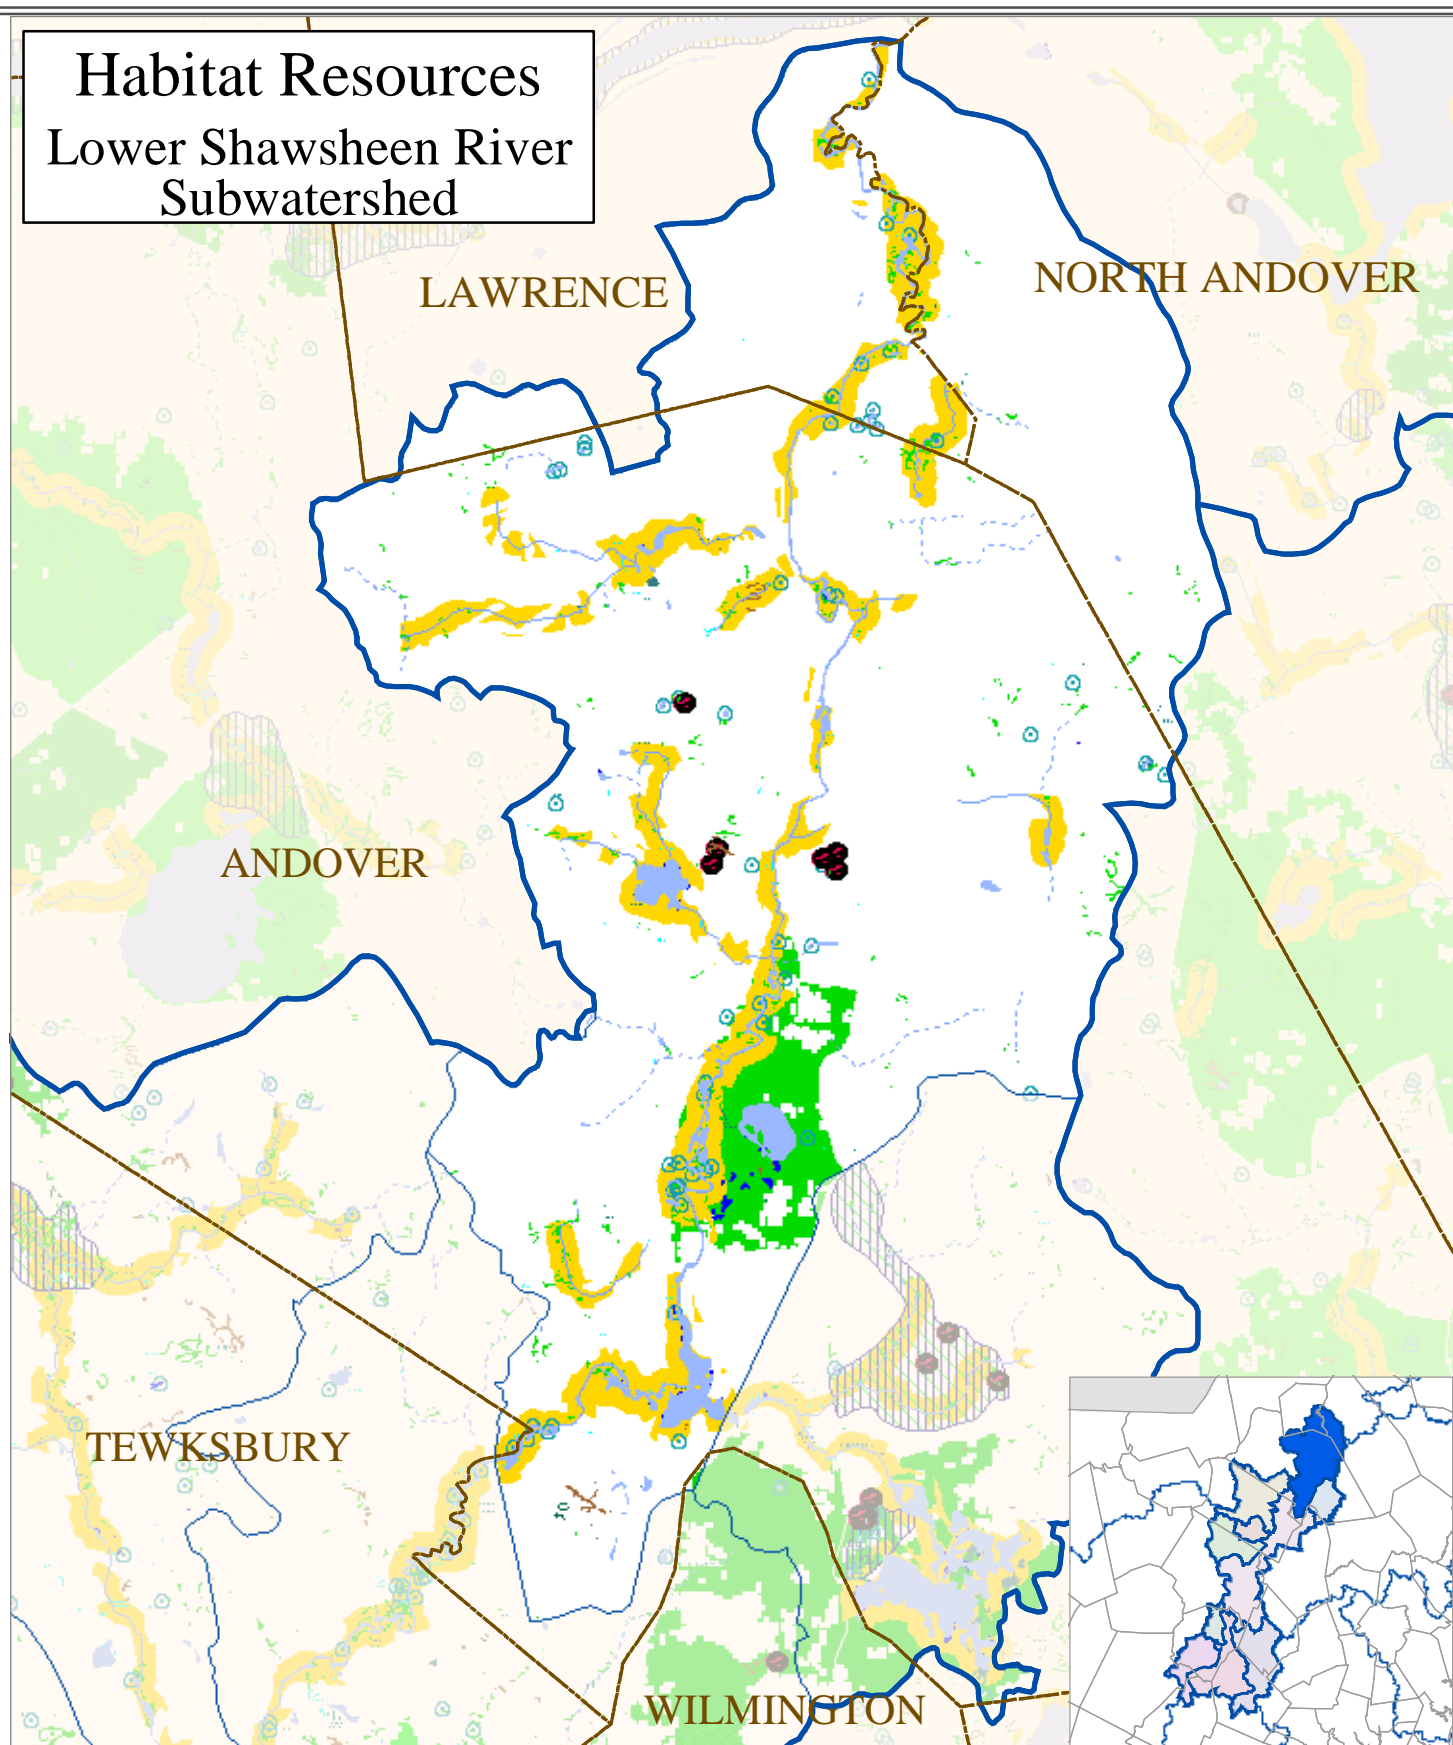 Habitat Resources
Lower Shawsheen River
Subwatershed
LAWRENCE
NORTH ANDOVER
ANDOVER
TEWKSBURY
WILMINGTON